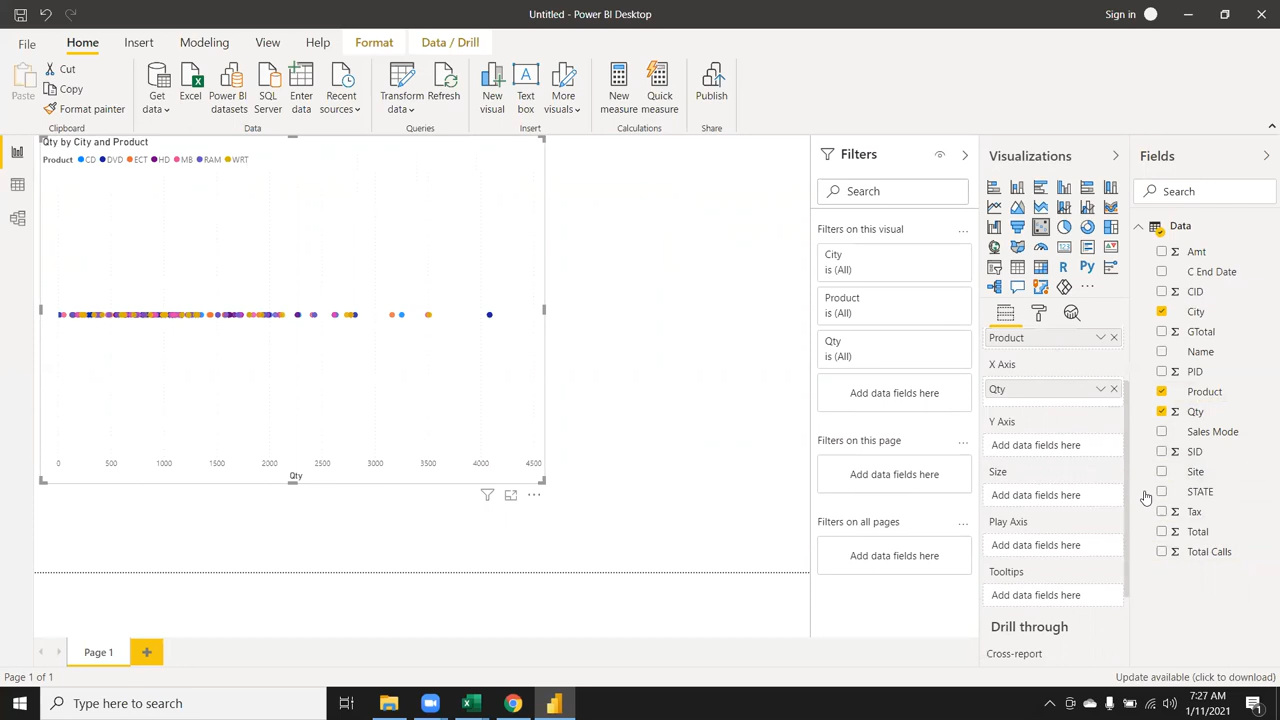 Untitled - Power BI Desktop
Sign in
File
Home
Insert
Modeling
View
Help
Format
Data / Drill
Paste
Cut
Copy
Format painter
Clipboard
Get data
Excel
Power BI datasets
SQL Server
Enter data
Recent sources
Data
Transform data
Refresh
Queries
New visual
Text box
More visuals
Insert
New measure
Quick measure
Calculations
Publish
Share
Qty by City and Product
Product CD DVD ECT HD MB RAM WRT
0 500 1000 1500 2000 2500 3000 3500 4000 4500
Qty
Filters
Search
Filters on this visual ...
City
is (All)
Product
is (All)
Qty
is (All)
Add data fields here
Filters on this page ...
Add data fields here
Filters on all pages ...
Add data fields here
Visualizations
R
Py
Product
X Axis
Qty
Y Axis
Add data fields here
Size
Add data fields here
Play Axis
Add data fields here
Tooltips
Add data fields here
Drill through
Cross-report
Fields
Search
Data
Σ Amt
C End Date
Σ CID
City
Σ GTotal
Name
Σ PID
Product
Σ Qty
Sales Mode
Σ SID
Site
STATE
Σ Tax
Σ Total
Σ Total Calls
Page 1
Page 1 of 1
Update available (click to download)
Type here to search
7:27 AM
1/11/2021